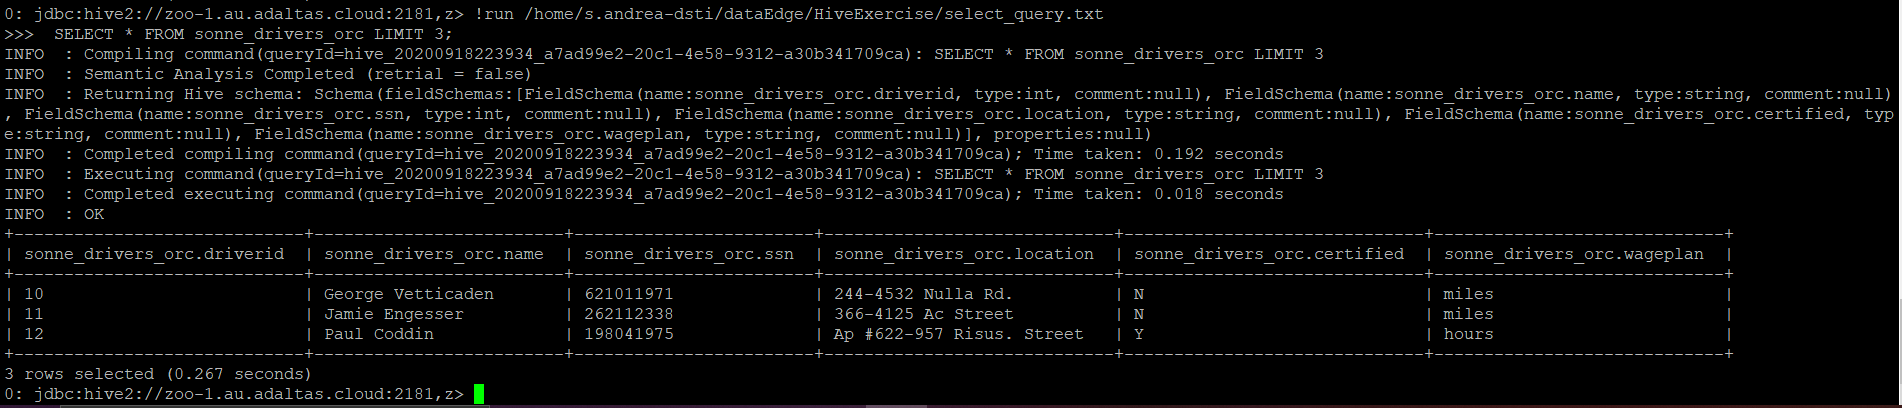 0: jdbc:hive2://zoo-1.au.adaltas.cloud:2181,z> !run /home/s.andrea-dsti/dataEdge/HiveExercise/select_query.txt
>>>  SELECT * FROM sonne_drivers_orc LIMIT 3;
INFO  : Compiling command(queryId=hive_20200918223934_a7ad99e2-20c1-4e58-9312-a30b341709ca): SELECT * FROM sonne_drivers_orc LIMIT 3
INFO  : Semantic Analysis Completed (retrial = false)
INFO  : Returning Hive schema: Schema(fieldSchemas:[FieldSchema(name:sonne_drivers_orc.driverid, type:int, comment:null), FieldSchema(name:sonne_drivers_orc.name, type:string, comment:null)
, FieldSchema(name:sonne_drivers_orc.ssn, type:int, comment:null), FieldSchema(name:sonne_drivers_orc.location, type:string, comment:null), FieldSchema(name:sonne_drivers_orc.certified, typ
e:string, comment:null), FieldSchema(name:sonne_drivers_orc.wageplan, type:string, comment:null)], properties:null)
INFO  : Completed compiling command(queryId=hive_20200918223934_a7ad99e2-20c1-4e58-9312-a30b341709ca); Time taken: 0.192 seconds
INFO  : Executing command(queryId=hive_20200918223934_a7ad99e2-20c1-4e58-9312-a30b341709ca): SELECT * FROM sonne_drivers_orc LIMIT 3
INFO  : Completed executing command(queryId=hive_20200918223934_a7ad99e2-20c1-4e58-9312-a30b341709ca); Time taken: 0.018 seconds
INFO  : OK
+-----------------------------+-------------------------+------------------------+-----------------------------+------------------------------+-----------------------------+
| sonne_drivers_orc.driverid  | sonne_drivers_orc.name  | sonne_drivers_orc.ssn  | sonne_drivers_orc.location  | sonne_drivers_orc.certified  | sonne_drivers_orc.wageplan  |
+-----------------------------+-------------------------+------------------------+-----------------------------+------------------------------+-----------------------------+
| 10                          | George Vetticaden       | 621011971              | 244-4532 Nulla Rd.          | N                            | miles                       |
| 11                          | Jamie Engesser          | 262112338              | 366-4125 Ac Street          | N                            | miles                       |
| 12                          | Paul Coddin             | 198041975              | Ap #622-957 Risus. Street   | Y                            | hours                       |
+-----------------------------+-------------------------+------------------------+-----------------------------+------------------------------+-----------------------------+
3 rows selected (0.267 seconds)
0: jdbc:hive2://zoo-1.au.adaltas.cloud:2181,z>